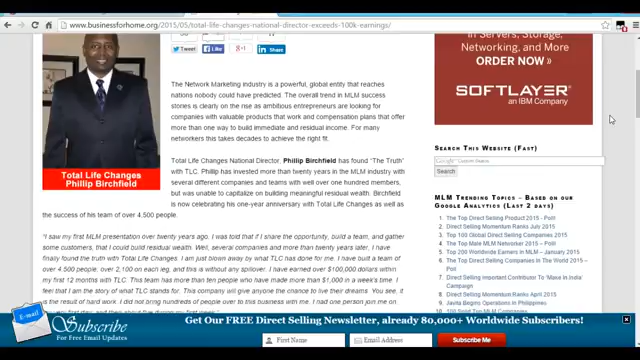 www.businessforhome.org/2015/05/total-life-changes-national-director-exceeds-100k-earnings/
Tweet
Like
+1
Share
in Servers, Storage,
Networking, and More
ORDER NOW »
SOFTLAYER
an IBM Company
Total Life Changes
Phillip Birchfield
The Network Marketing industry is a powerful, global entity that reaches
nations nobody could have predicted. The overall trend in MLM success
stories is clearly on the rise as ambitious entrepreneurs are looking for
companies with valuable products that work and compensation plans that offer
more than one way to build immediate and residual income. For many
networkers this takes decades to achieve the right fit.
Total Life Changes National Director, Phillip Birchfield has found "The Truth"
with TLC. Phillip has invested more than twenty years in the MLM industry with
several different companies and teams with well over one hundred members,
but was unable to capitalize on building meaningful residual wealth. Birchfield
is now celebrating his one-year anniversary with Total Life Changes as well as
the success of his team of over 4,500 people.
"I saw my first MLM presentation over twenty years ago. I was told that if I share the opportunity, build a team, and gather
some customers, that I could build residual wealth. Well, several companies and more than twenty years later, I have
finally found the truth with Total Life Changes. I am just blown away by what TLC has done for me. I have built a team
of over 4,500 people, over 2,100 on each leg, and this is without any spillover. I have earned over $100,000 dollars within
my first 12 months with TLC. This team has more than ten people who have made more than $1,000 in a week's time. I
feel that I am the story of what TLC stands for. This company will give anyone the chance to live their dreams. You see, it
is the result of hard work. I did not bring hundreds of people over to this business with me. I had one person join me on
Search This Website (Fast)
Google Custom Search
Search
MLM Trending Topics – Based on our
Google Analytics (Last 2 days)
1. The Top Direct Selling Product 2015 - Poll!
2. Direct Selling Momentum Ranks July 2015
3. Top 100 Global Direct Selling Companies 2015
4. The Top Male MLM Networker 2015 – Poll!
5. Top 200 Worldwide Earners in MLM – January 2015
6. The Top Direct Selling Companies In The World 2015 –
Poll
7. Direct Selling Important Contributor To 'Make in India'
Campaign
8. Direct Selling Momentum Ranks April 2015
9. Javita Begins Operations in Philippines
E-mail
Subscribe
For Free Email Updates
Get Our FREE Direct Selling Newsletter, already 80,000+ Worldwide Subscribers!
First Name
Email Address
Subscribe Me